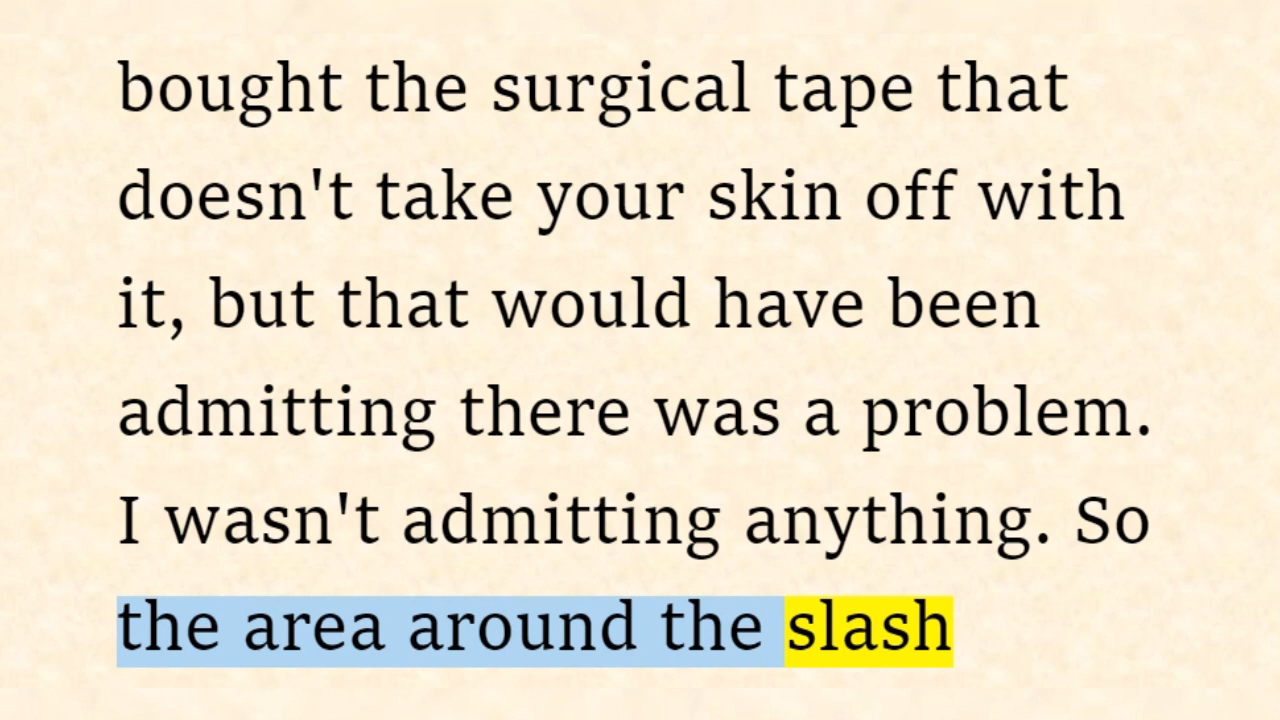 bought the surgical tape that
doesn't take your skin off with
it, but that would have been
admitting there was a problem.
I wasn't admitting anything. So
the area around the slash